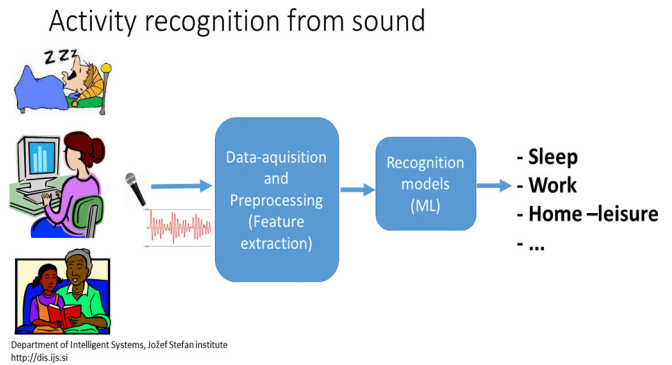 Activity recognition from sound
z z z
Data-aquisition
and
Preprocessing
(Feature
extraction)
Recognition
models
(ML)
- Sleep
- Work
- Home –leisure
- ...
Department of Intelligent Systems, Jožef Stefan institute
http://dis.ijs.si